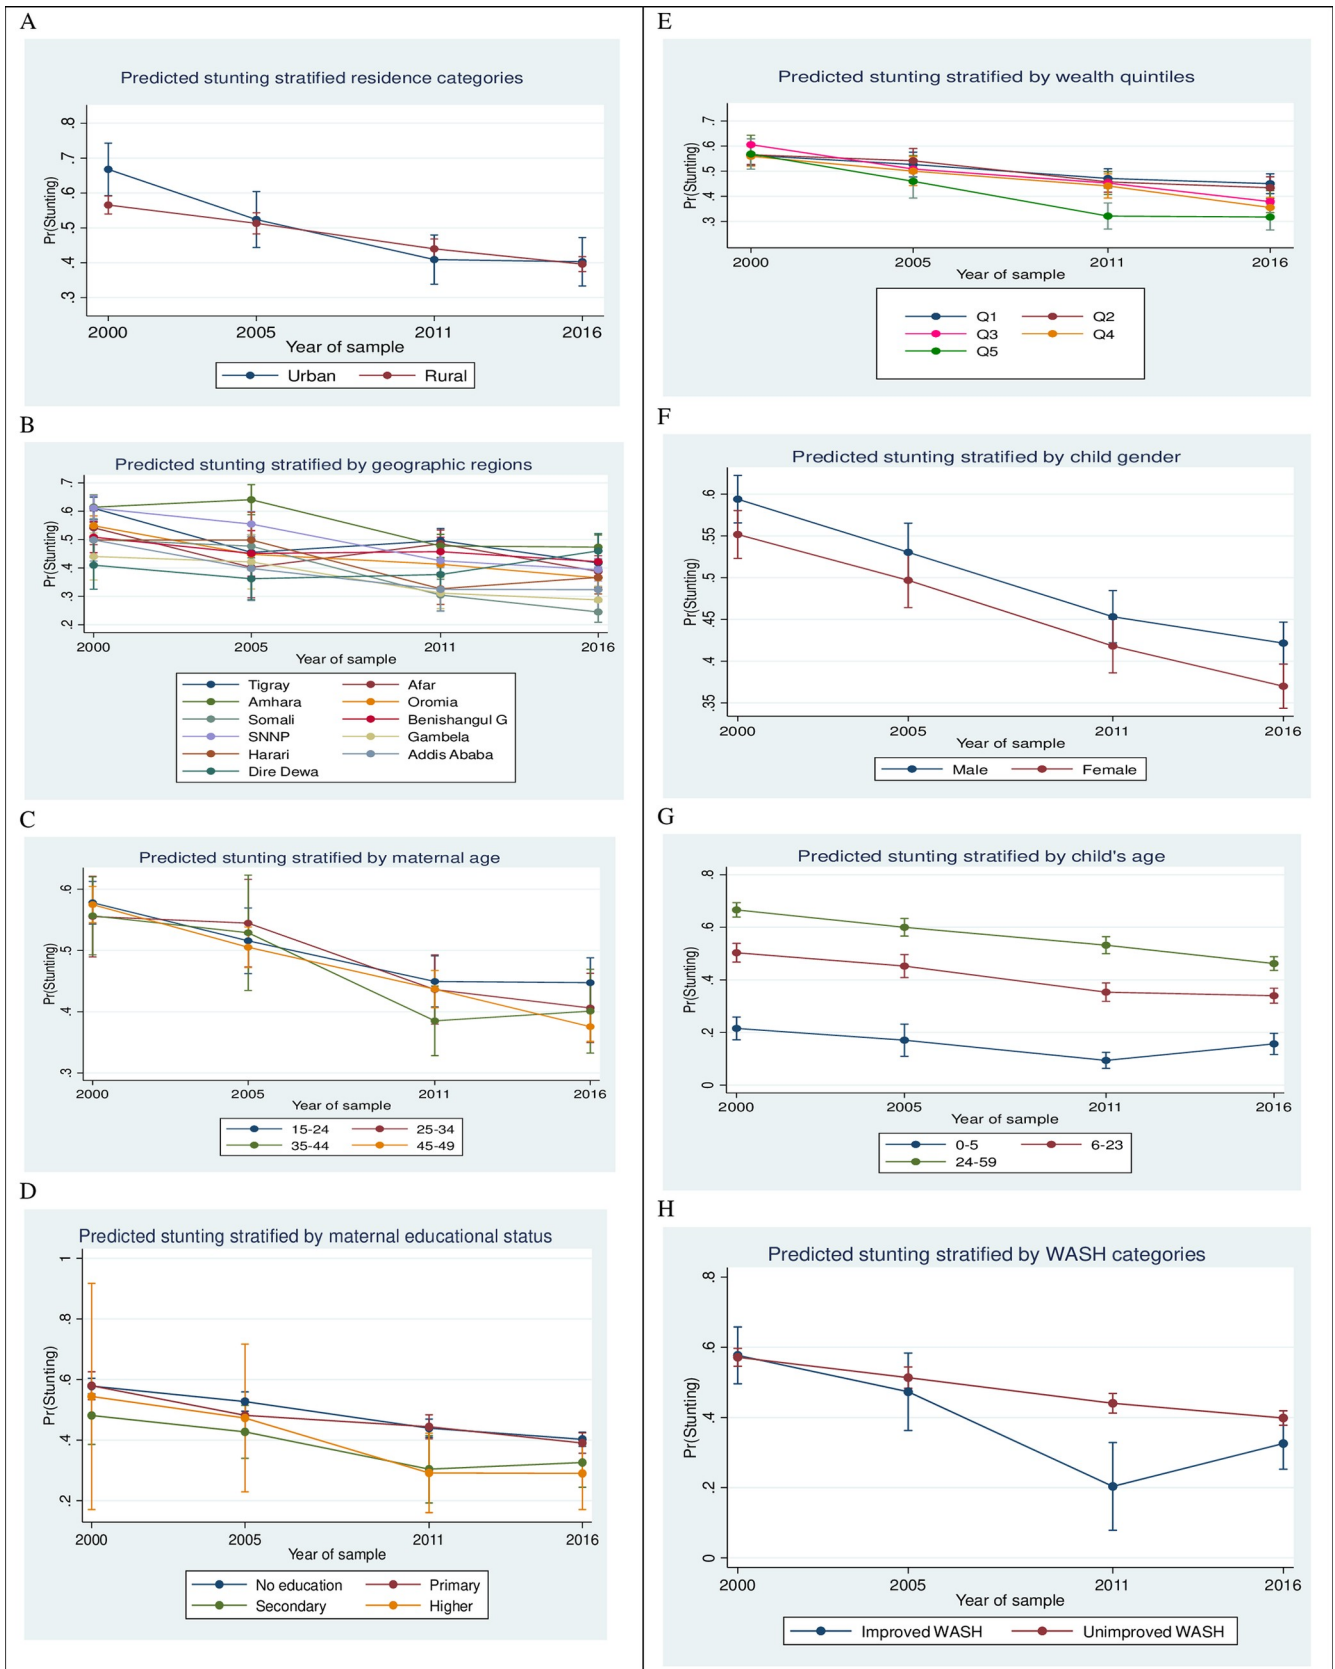 A
Predicted stunting stratified residence categories
Pr(Stunting)
.8
.7
.6
.5
.4
.3
2000 2005 2011 2016
Year of sample
Urban Rural
B
Predicted stunting stratified by geographic regions
Pr(Stunting)
.7
.6
.5
.4
.3
.2
2000 2005 2011 2016
Year of sample
Tigray Afar
Amhara Oromia
Somali Benishangul G
SNNP Gambela
Harari Addis Ababa
Dire Dewa
C
Predicted stunting stratified by maternal age
Pr(Stunting)
.6
.5
.4
.3
2000 2005 2011 2016
Year of sample
15-24 25-34
35-44 45-49
D
Predicted stunting stratified by maternal educational status
Pr(Stunting)
1
.8
.6
.4
.2
2000 2005 2011 2016
Year of sample
No education Primary
Secondary Higher
E
Predicted stunting stratified by wealth quintiles
Pr(Stunting)
.7
.6
.5
.4
.3
2000 2005 2011 2016
Year of sample
Q1 Q2
Q3 Q4
Q5
F
Predicted stunting stratified by child gender
Pr(Stunting)
.6
.55
.5
.45
.4
.35
2000 2005 2011 2016
Year of sample
Male Female
G
Predicted stunting stratified by child's age
Pr(Stunting)
.8
.6
.4
.2
0
2000 2005 2011 2016
Year of sample
0-5 6-23
24-59
H
Predicted stunting stratified by WASH categories
Pr(Stunting)
.8
.6
.4
.2
0
2000 2005 2011 2016
Year of sample
Improved WASH Unimproved WASH